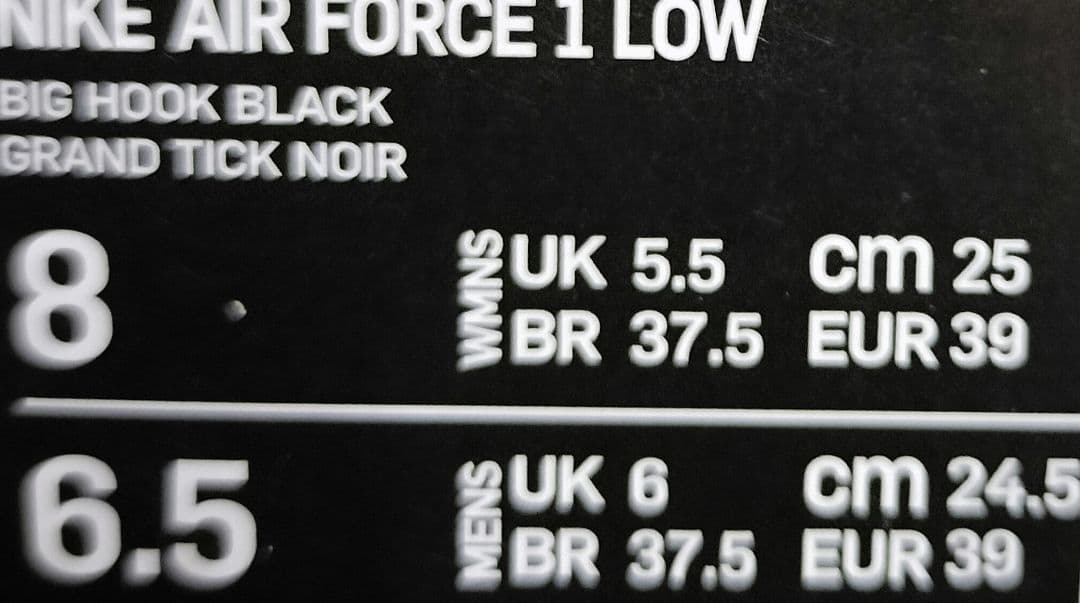 NIKE AIR FORCE 1 LOW
BIG HOOK BLACK
GRAND TICK NOIR
8 WMNS UK 5.5 cm 25
BR 37.5 EUR 39
6.5 MENS UK 6 cm 24.5
BR 37.5 EUR 39